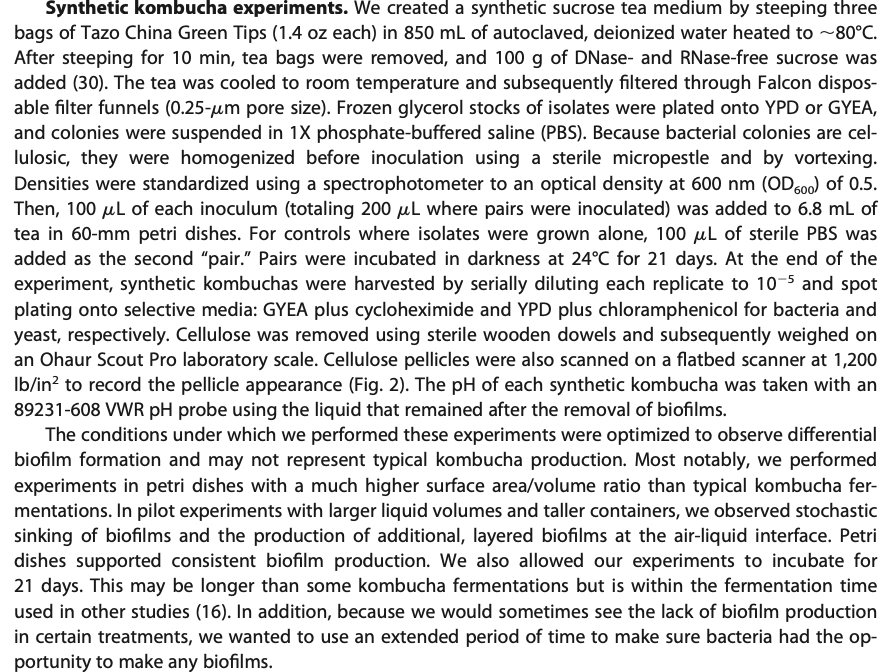 Synthetic kombucha experiments. We created a synthetic sucrose tea medium by steeping three
bags of Tazo China Green Tips (1.4 oz each) in 850 mL of autoclaved, deionized water heated to ~80°C.
After steeping for 10 min, tea bags were removed, and 100 g of DNase- and RNase-free sucrose was
added (30). The tea was cooled to room temperature and subsequently filtered through Falcon dispos-
able filter funnels (0.25-μm pore size). Frozen glycerol stocks of isolates were plated onto YPD or GYEA,
and colonies were suspended in 1X phosphate-buffered saline (PBS). Because bacterial colonies are cel-
lulosic, they were homogenized before inoculation using a sterile micropestle and by vortexing.
Densities were standardized using a spectrophotometer to an optical density at 600 nm (OD₆₀₀) of 0.5.
Then, 100 μL of each inoculum (totaling 200 μL where pairs were inoculated) was added to 6.8 mL of
tea in 60-mm petri dishes. For controls where isolates were grown alone, 100 μL of sterile PBS was
added as the second “pair.” Pairs were incubated in darkness at 24°C for 21 days. At the end of the
experiment, synthetic kombuchas were harvested by serially diluting each replicate to 10⁻⁵ and spot
plating onto selective media: GYEA plus cycloheximide and YPD plus chloramphenicol for bacteria and
yeast, respectively. Cellulose was removed using sterile wooden dowels and subsequently weighed on
an Ohaur Scout Pro laboratory scale. Cellulose pellicles were also scanned on a flatbed scanner at 1,200
lb/in² to record the pellicle appearance (Fig. 2). The pH of each synthetic kombucha was taken with an
89231-608 VWR pH probe using the liquid that remained after the removal of biofilms.
The conditions under which we performed these experiments were optimized to observe differential
biofilm formation and may not represent typical kombucha production. Most notably, we performed
experiments in petri dishes with a much higher surface area/volume ratio than typical kombucha fer-
mentations. In pilot experiments with larger liquid volumes and taller containers, we observed stochastic
sinking of biofilms and the production of additional, layered biofilms at the air-liquid interface. Petri
dishes supported consistent biofilm production. We also allowed our experiments to incubate for
21 days. This may be longer than some kombucha fermentations but is within the fermentation time
used in other studies (16). In addition, because we would sometimes see the lack of biofilm production
in certain treatments, we wanted to use an extended period of time to make sure bacteria had the op-
portunity to make any biofilms.